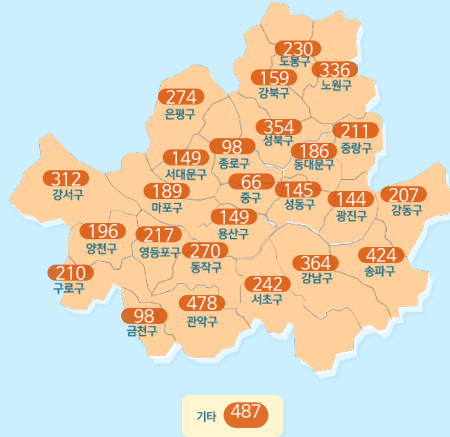 230
도봉구
336
노원구
159
강북구
274
은평구
354
성북구
211
중랑구
98
종로구
186
동대문구
149
서대문구
312
강서구
189
마포구
66
중구
145
성동구
144
광진구
207
강동구
149
용산구
196
양천구
217
영등포구
270
동작구
424
송파구
364
강남구
210
구로구
242
서초구
478
관악구
98
금천구
기타 487